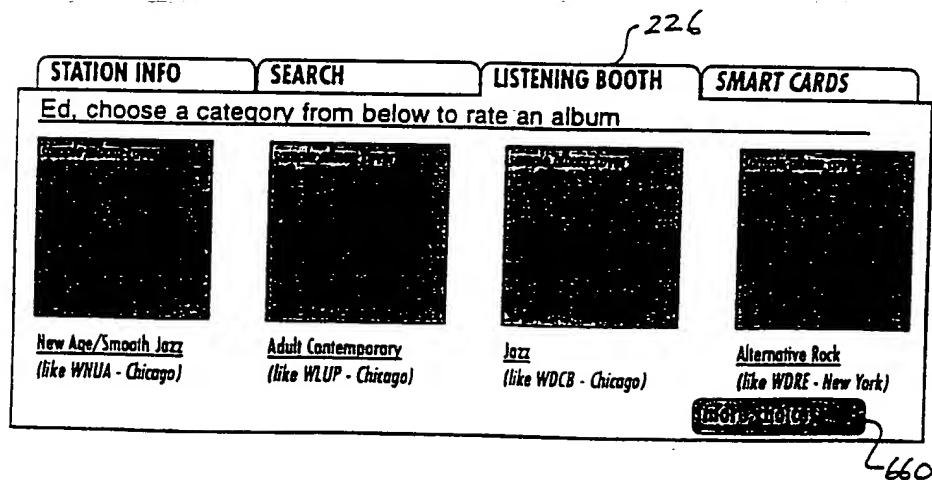 226
STATION INFO SEARCH LISTENING BOOTH SMART CARDS
Ed, choose a category from below to rate an album
New Age/Smooth Jazz Adult Contemporary Jazz Alternative Rock
(like WNUA - Chicago) (like WLUP - Chicago) (like WDCB - Chicago) (like WDRE - New York)
660